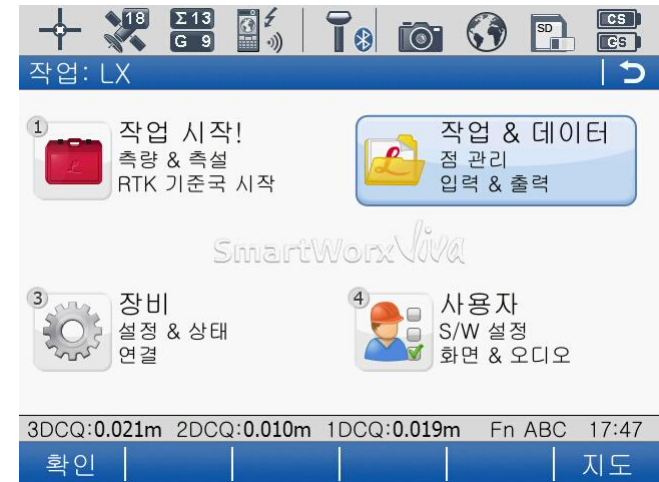 18 Σ13 G 9 SD CS GS
작업: LX
1 작업 시작!
측량 & 측설
RTK 기준국 시작
작업 & 데이터
점 관리
입력 & 출력
SmartWorx Viva
3 장비
설정 & 상태
연결
4 사용자
S/W 설정
화면 & 오디오
3DCQ:0.021m 2DCQ:0.010m 1DCQ:0.019m Fn ABC 17:47
확인 지도